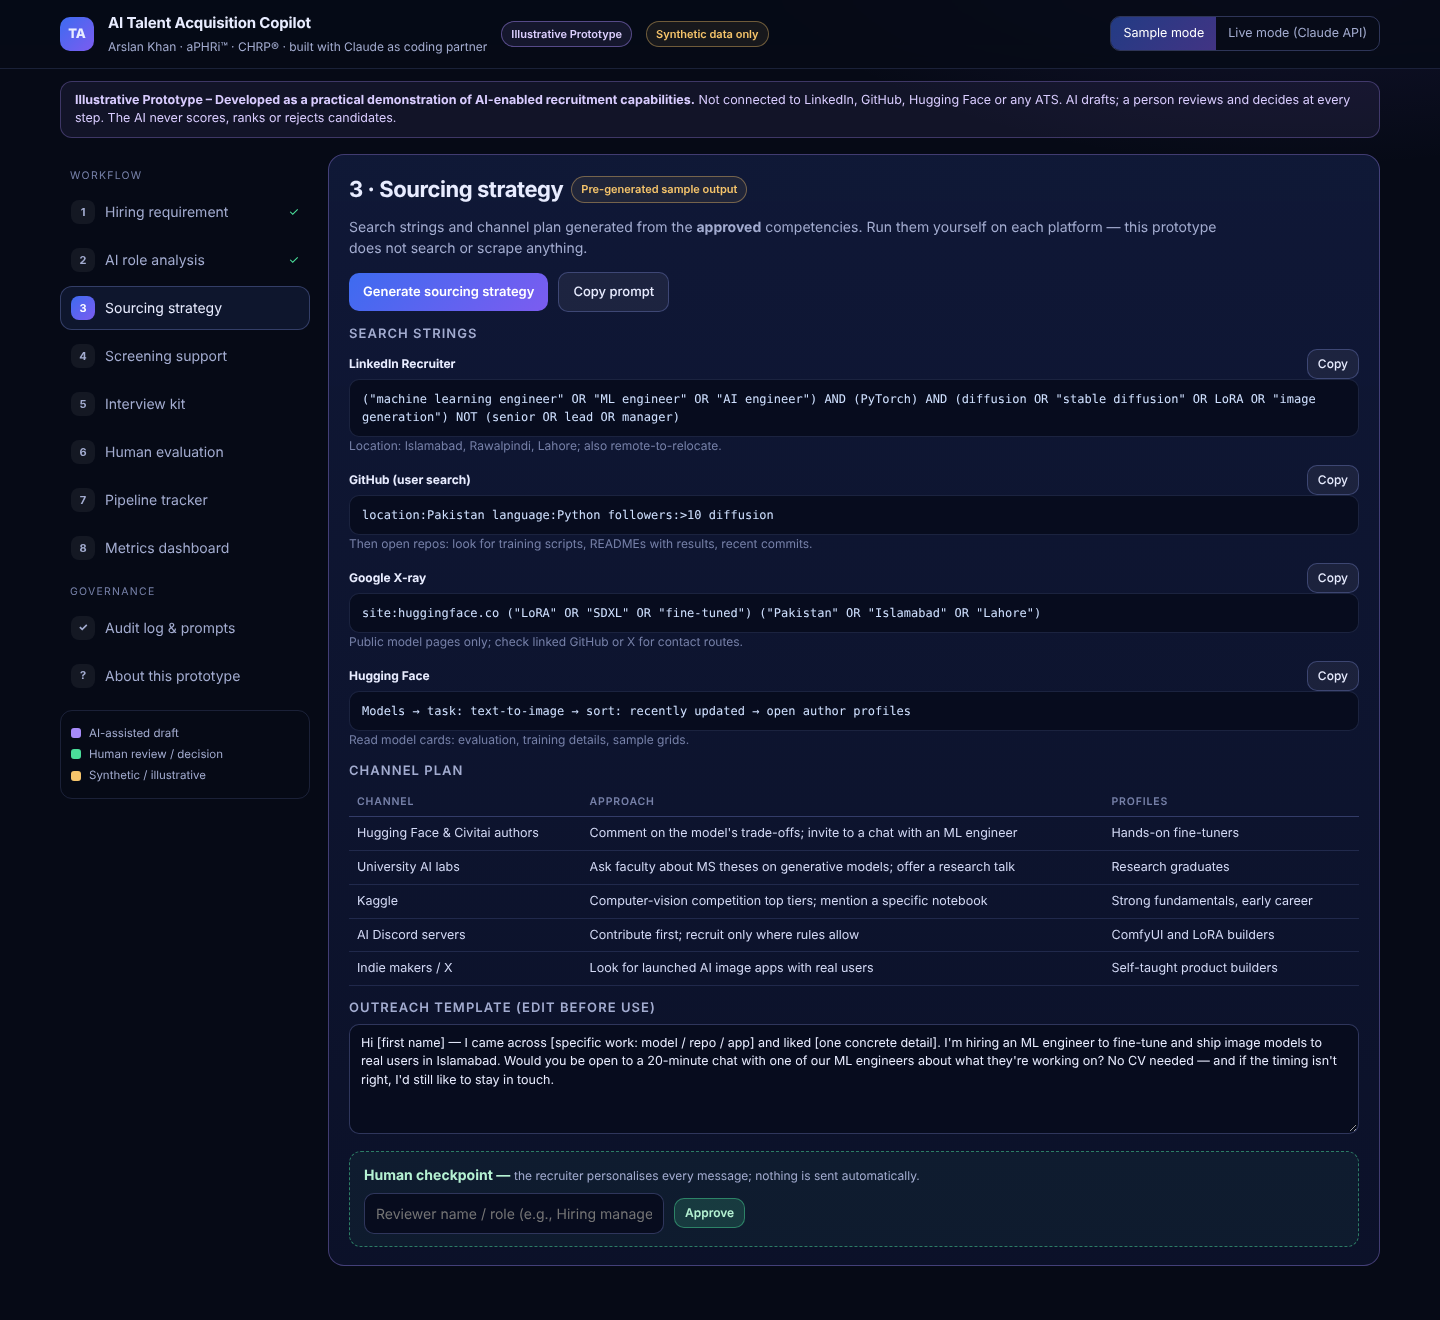 TA
AI Talent Acquisition Copilot
Arslan Khan · aPHRi™ · CHRP® · built with Claude as coding partner
Illustrative Prototype
Synthetic data only
Sample mode
Live mode (Claude API)
Illustrative Prototype – Developed as a practical demonstration of AI-enabled recruitment capabilities. Not connected to LinkedIn, GitHub, Hugging Face or any ATS. AI drafts; a person reviews and decides at every
step. The AI never scores, ranks or rejects candidates.
WORKFLOW
1 Hiring requirement ✓
2 AI role analysis ✓
3 Sourcing strategy
4 Screening support
5 Interview kit
6 Human evaluation
7 Pipeline tracker
8 Metrics dashboard
GOVERNANCE
✓ Audit log & prompts
? About this prototype
AI-assisted draft
Human review / decision
Synthetic / illustrative
3 · Sourcing strategy
Pre-generated sample output
Search strings and channel plan generated from the approved competencies. Run them yourself on each platform — this prototype
does not search or scrape anything.
Generate sourcing strategy
Copy prompt
SEARCH STRINGS
LinkedIn Recruiter
Copy
("machine learning engineer" OR "ML engineer" OR "AI engineer") AND (PyTorch) AND (diffusion OR "stable diffusion" OR LoRA OR "image
generation") NOT (senior OR lead OR manager)
Location: Islamabad, Rawalpindi, Lahore; also remote-to-relocate.
GitHub (user search)
Copy
location:Pakistan language:Python followers:>10 diffusion
Then open repos: look for training scripts, READMEs with results, recent commits.
Google X-ray
Copy
site:huggingface.co ("LoRA" OR "SDXL" OR "fine-tuned") ("Pakistan" OR "Islamabad" OR "Lahore")
Public model pages only; check linked GitHub or X for contact routes.
Hugging Face
Copy
Models → task: text-to-image → sort: recently updated → open author profiles
Read model cards: evaluation, training details, sample grids.
CHANNEL PLAN
CHANNEL APPROACH PROFILES
Hugging Face & Civitai authors Comment on the model's trade-offs; invite to a chat with an ML engineer Hands-on fine-tuners
University AI labs Ask faculty about MS theses on generative models; offer a research talk Research graduates
Kaggle Computer-vision competition top tiers; mention a specific notebook Strong fundamentals, early career
AI Discord servers Contribute first; recruit only where rules allow ComfyUI and LoRA builders
Indie makers / X Look for launched AI image apps with real users Self-taught product builders
OUTREACH TEMPLATE (EDIT BEFORE USE)
Hi [first name] — I came across [specific work: model / repo / app] and liked [one concrete detail]. I'm hiring an ML engineer to fine-tune and ship image models to
real users in Islamabad. Would you be open to a 20-minute chat with one of our ML engineers about what they're working on? No CV needed — and if the timing isn't
right, I'd still like to stay in touch.
Human checkpoint — the recruiter personalises every message; nothing is sent automatically.
Reviewer name / role (e.g., Hiring manage
Approve